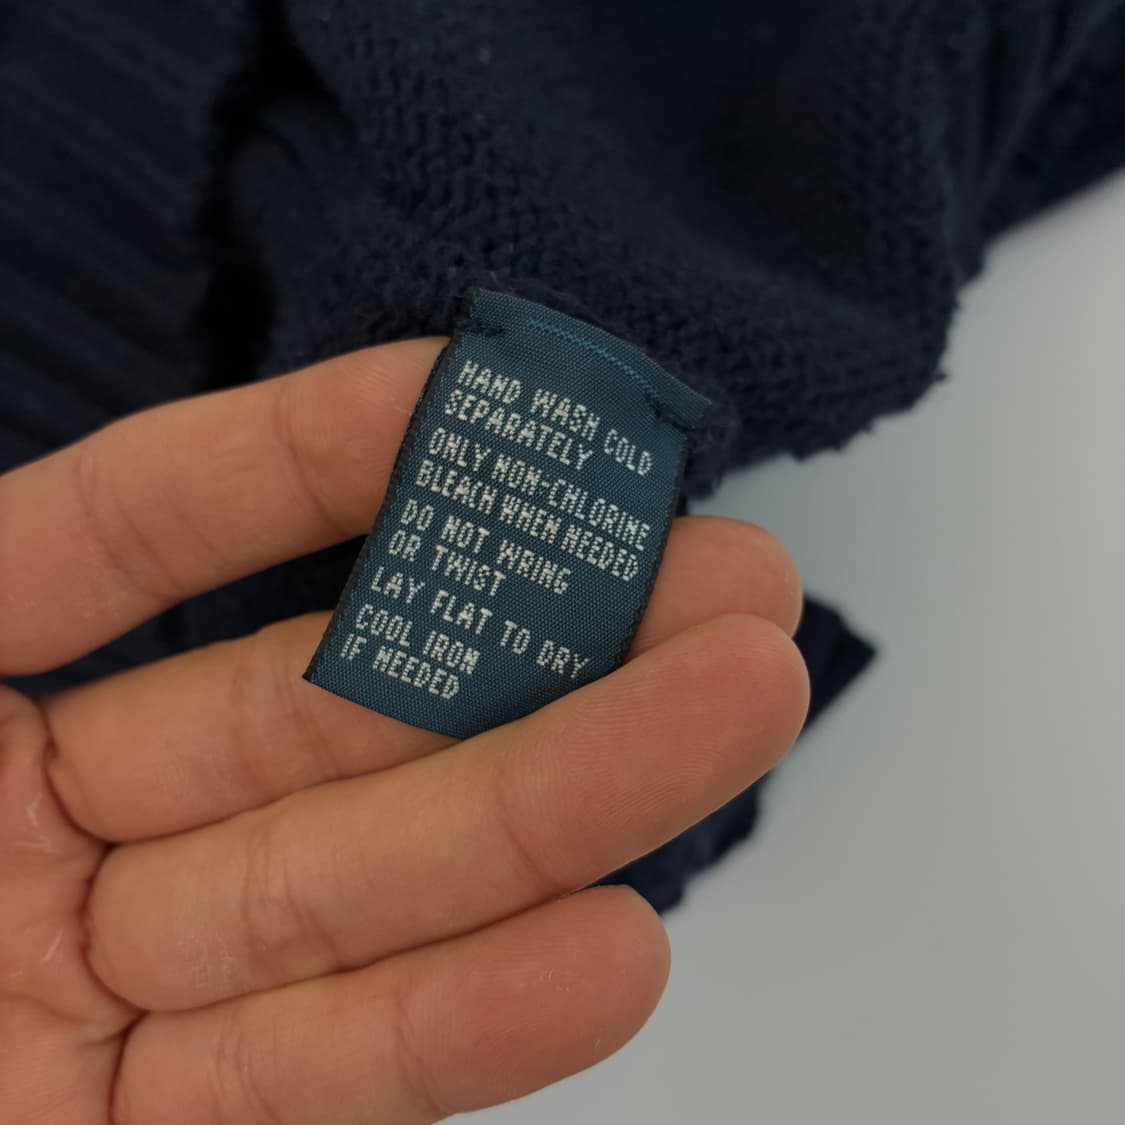 HAND WASH COLD
SEPARATELY
ONLY NON-CHLORINE
BLEACH WHEN NEEDED
DO NOT WRING
OR TWIST
LAY FLAT TO DRY
COOL IRON
IF NEEDED